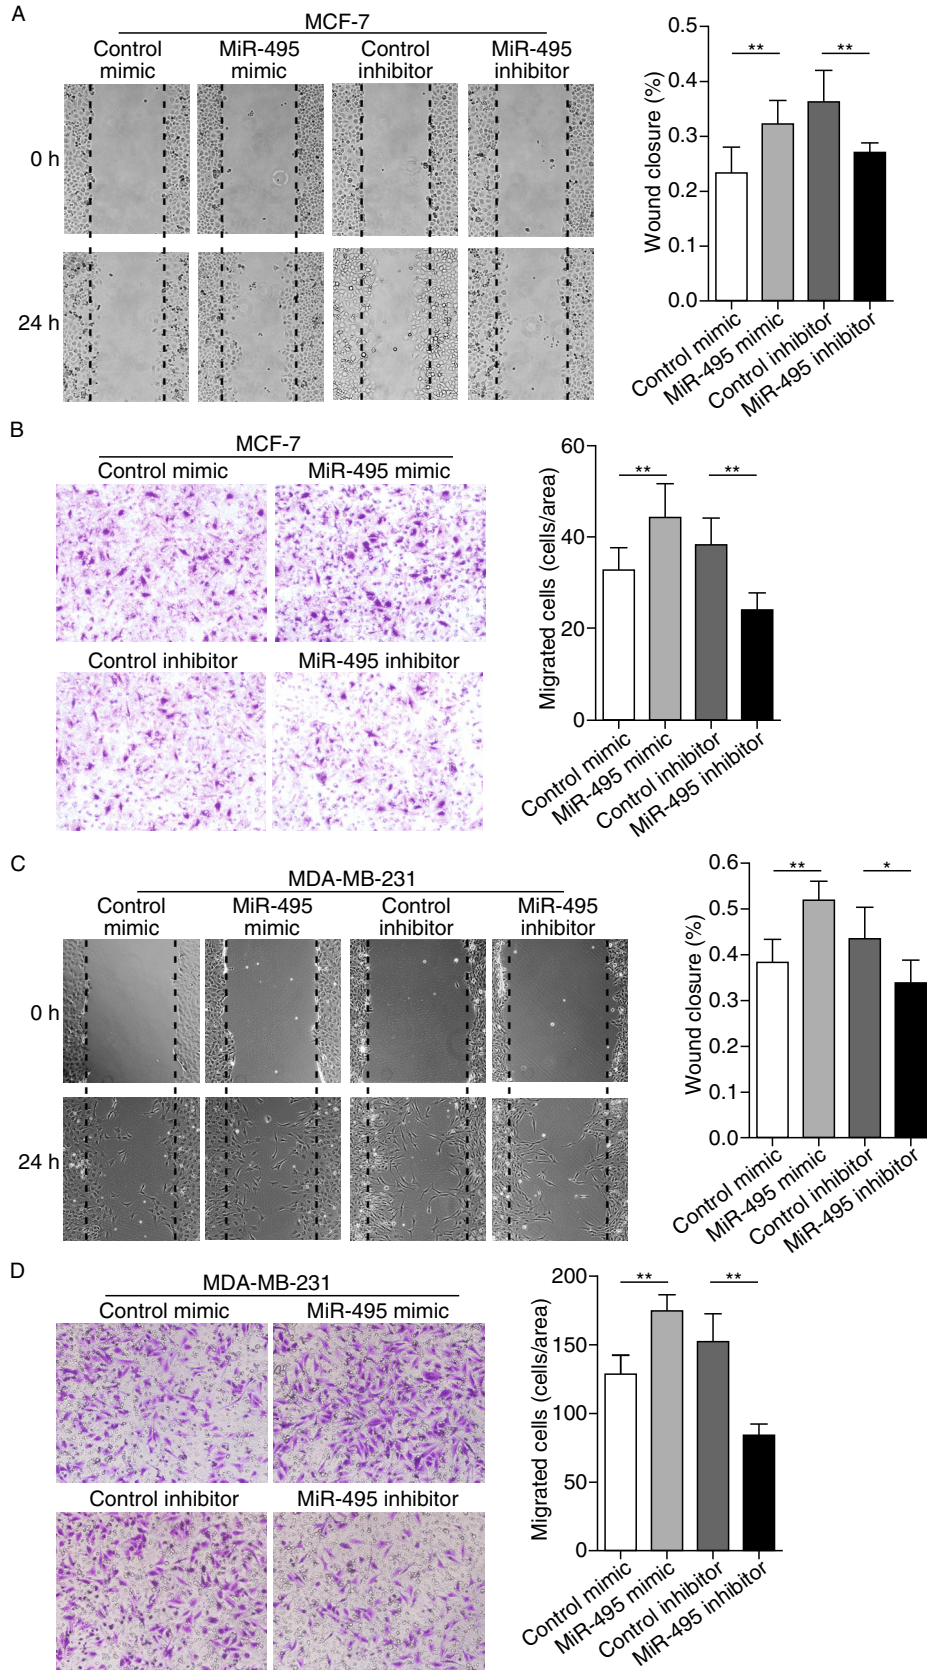 A
MCF-7
Control mimic
MiR-495 mimic
Control inhibitor
MiR-495 inhibitor
0 h
24 h
Wound closure (%)
0.5
0.4
0.3
0.2
0.1
0.0
** **
Control mimic
MiR-495 mimic
Control inhibitor
MiR-495 inhibitor
B
MCF-7
Control mimic
MiR-495 mimic
Control inhibitor
MiR-495 inhibitor
Migrated cells (cells/area)
60
40
20
0
** **
Control mimic
MiR-495 mimic
Control inhibitor
MiR-495 inhibitor
C
MDA-MB-231
Control mimic
MiR-495 mimic
Control inhibitor
MiR-495 inhibitor
0 h
24 h
Wound closure (%)
0.6
0.5
0.4
0.3
0.2
0.1
0.0
** *
Control mimic
MiR-495 mimic
Control inhibitor
MiR-495 inhibitor
D
MDA-MB-231
Control mimic
MiR-495 mimic
Control inhibitor
MiR-495 inhibitor
Migrated cells (cells/area)
200
150
100
50
0
** **
Control mimic
MiR-495 mimic
Control inhibitor
MiR-495 inhibitor